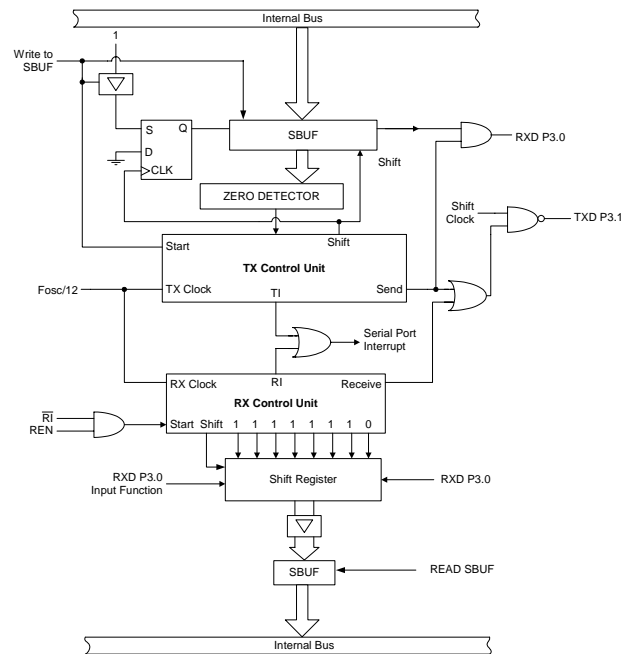 Internal Bus
1
Write to
SBUF
S
Q
D
CLK
SBUF
Shift
RXD P3.0
ZERO DETECTOR
Shift
Clock
TXD P3.1
Start
Shift
TX Control Unit
Fosc/12
TX Clock
TI
Send
Serial Port
Interrupt
RX Clock
RI
Receive
RX Control Unit
RI
REN
Start Shift 1 1 1 1 1 1 1 0
RXD P3.0
Input Function
Shift Register
RXD P3.0
SBUF
READ SBUF
Internal Bus